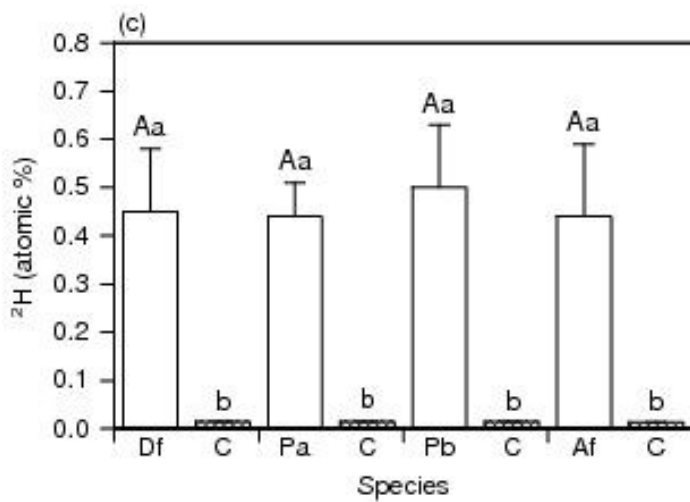 (c)
0.8
0.7
Aa
Aa
Aa
Aa
0.6
0.5
0.4
0.3
0.2
0.1
0.0
b
b
b
b
²H (atomic %)
Df C Pa C Pb C Af C
Species